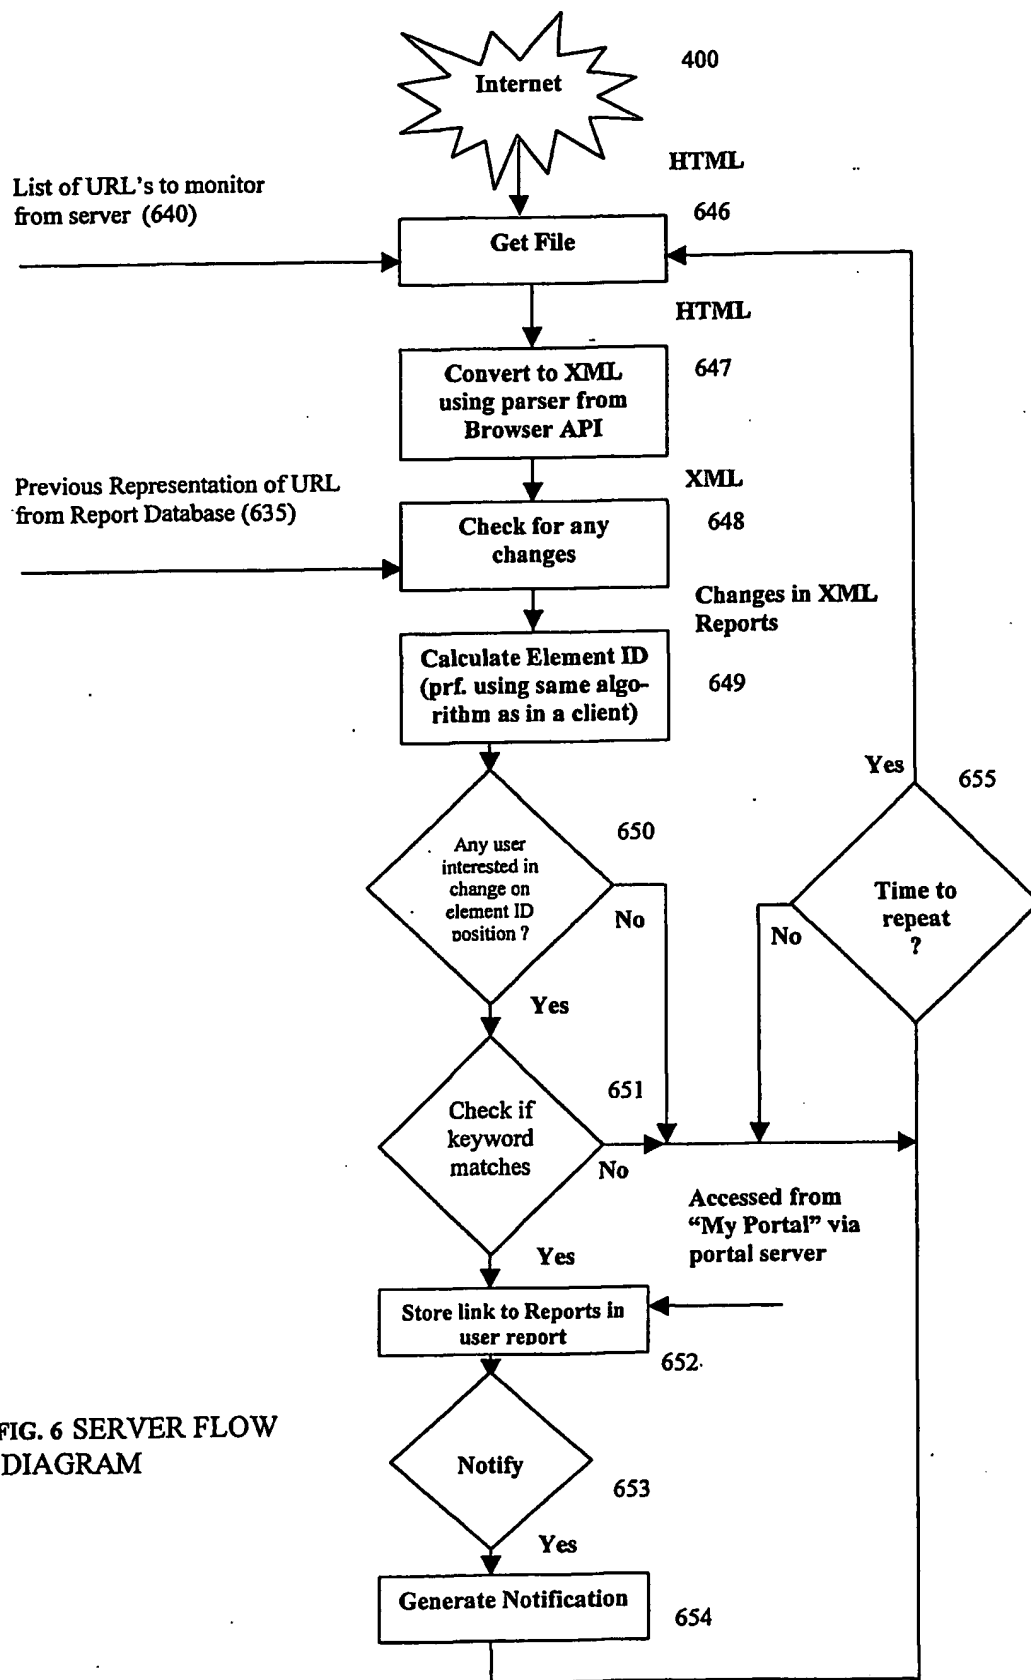 400
Internet
HTML
List of URL's to monitor
from server (640)
646
Get File
HTML
647
Convert to XML
using parser from
Browser API
XML
Previous Representation of URL
from Report Database (635)
648
Check for any
changes
Changes in XML
Reports
Calculate Element ID
(prf. using same algo-
rithm as in a client)
649
Yes
655
650
Any user
interested in
change on
element ID
position ?
No
Time to
repeat
?
No
Yes
651
Check if
keyword
matches
No
Accessed from
“My Portal” via
portal server
Yes
Store link to Reports in
user report
652
FIG. 6 SERVER FLOW
DIAGRAM
Notify
653
Yes
Generate Notification
654